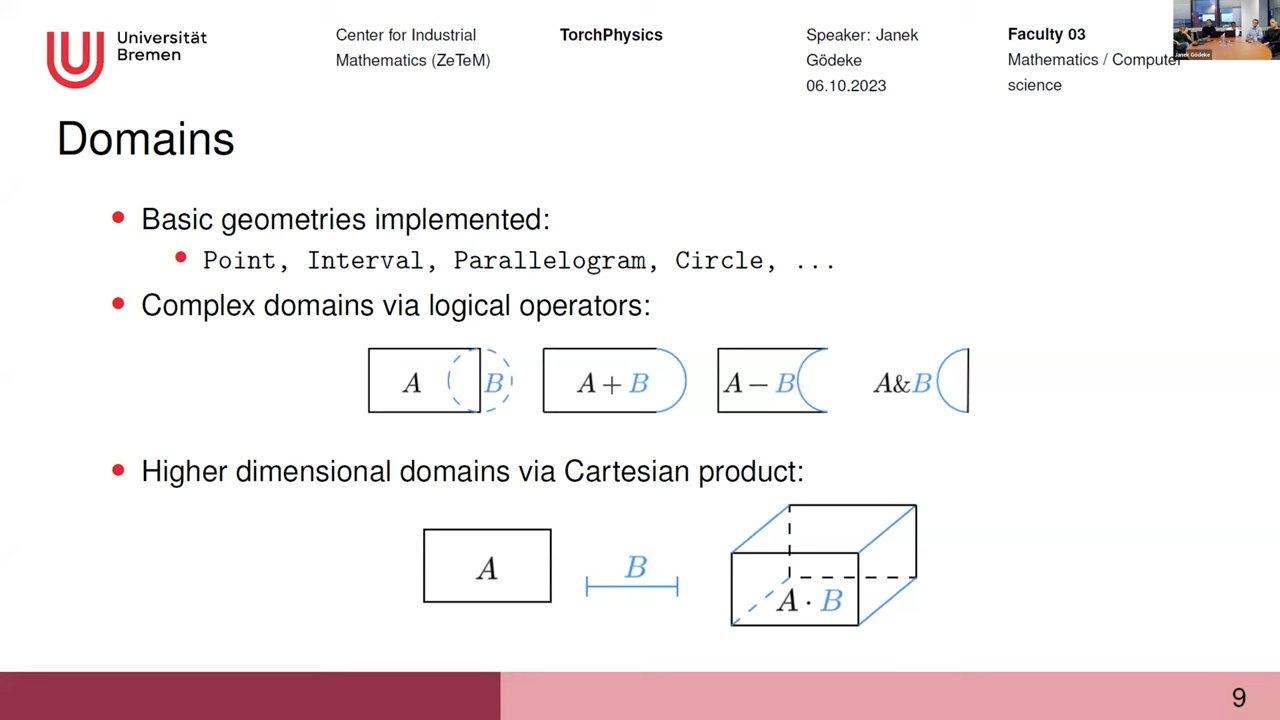 Universität
Bremen
Center for Industrial
Mathematics (ZeTeM)
TorchPhysics
Speaker: Janek
Gödeke
06.10.2023
Faculty 03
Mathematics / Computer
science
Janek Gödeke
Domains
Basic geometries implemented:
Point, Interval, Parallelogram, Circle, ...
Complex domains via logical operators:
A B A + B A − B A&B
Higher dimensional domains via Cartesian product:
A B A · B
9